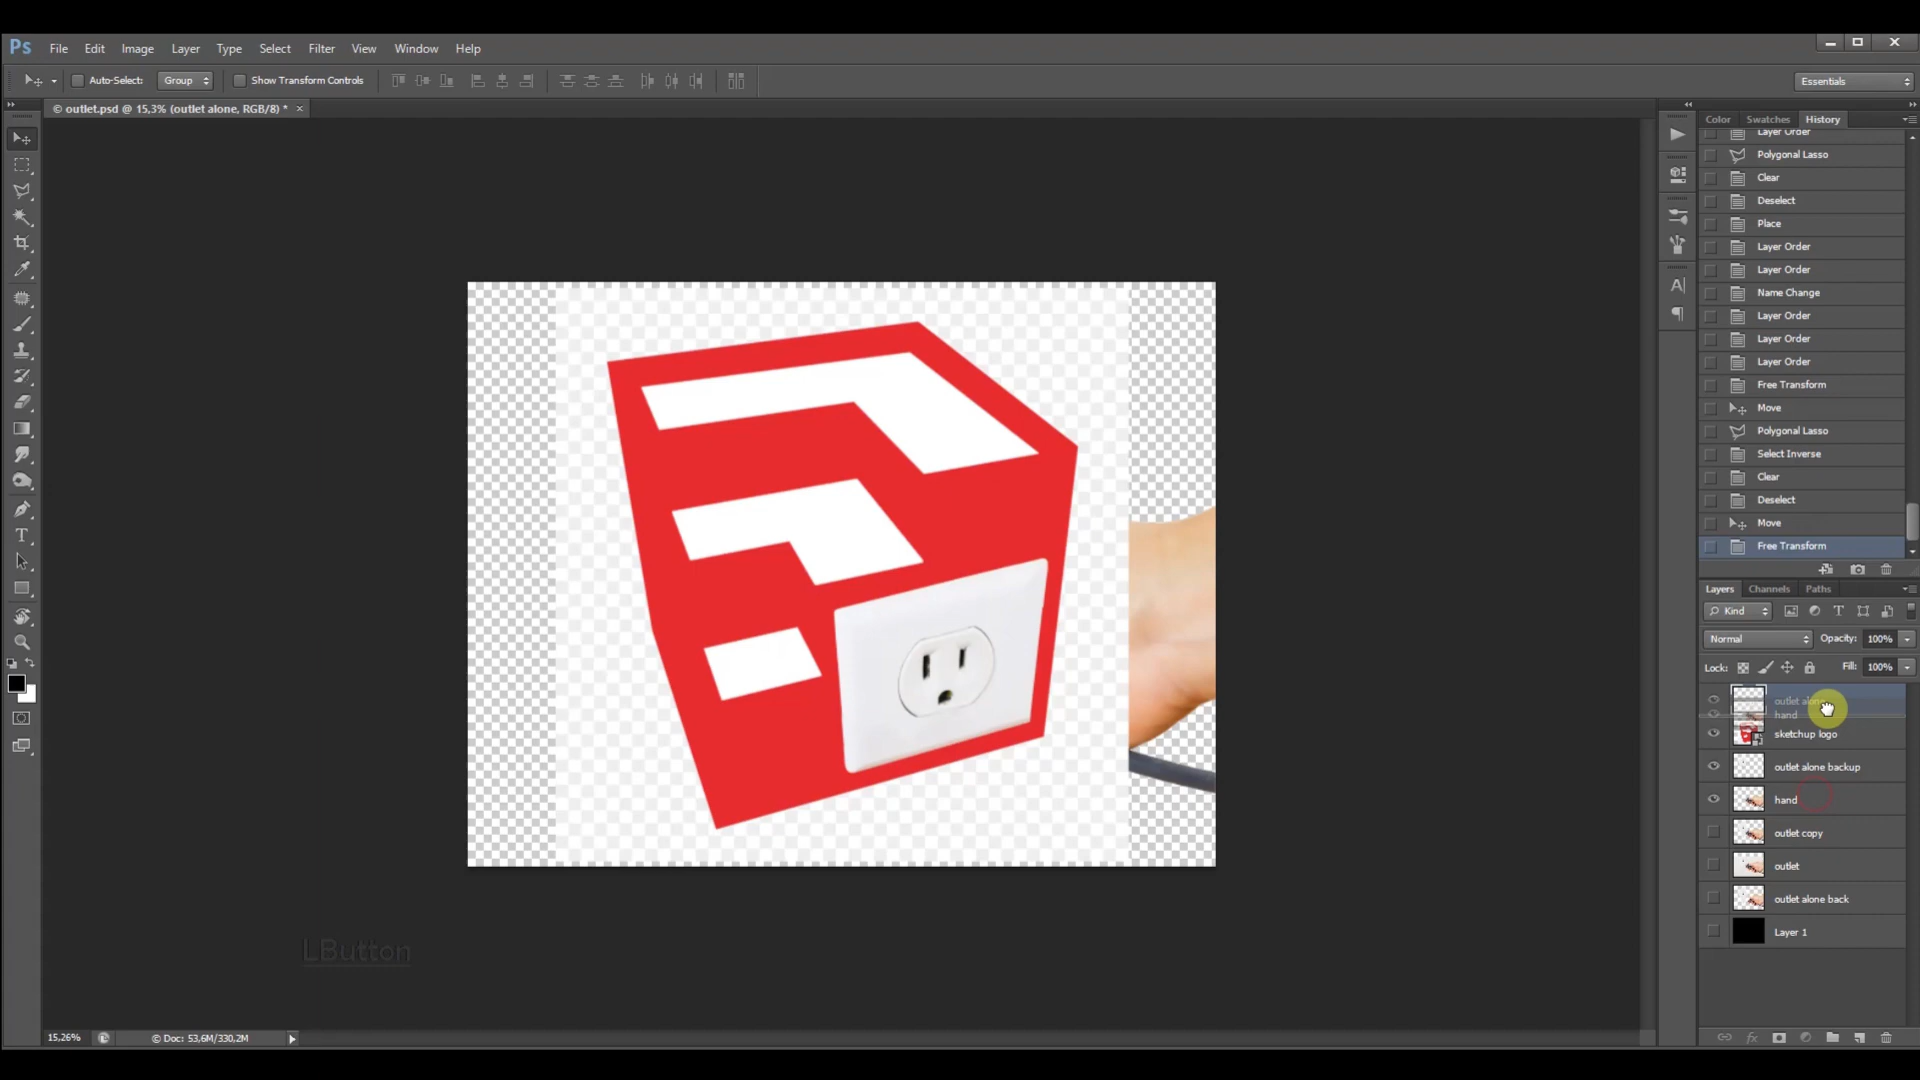 Ps File Edit Image Layer Type Select Filter View Window Help
Auto-Select: Group Show Transform Controls Essentials
© outlet.psd @ 15,3% (outlet alone, RGB/8) * ×
Color Swatches History
Layer Order
Polygonal Lasso
Clear
Deselect
Place
Layer Order
Layer Order
Name Change
Layer Order
Layer Order
Layer Order
Free Transform
Move
Polygonal Lasso
Select Inverse
Clear
Deselect
Move
Free Transform
Layers Channels Paths
Kind
Normal Opacity: 100%
Lock: Fill: 100%
hand
sketchup logo
outlet alone backup
hand
outlet copy
outlet
outlet alone back
Layer 1
LButton
15,26% © Doc: 53,6M/330,2M